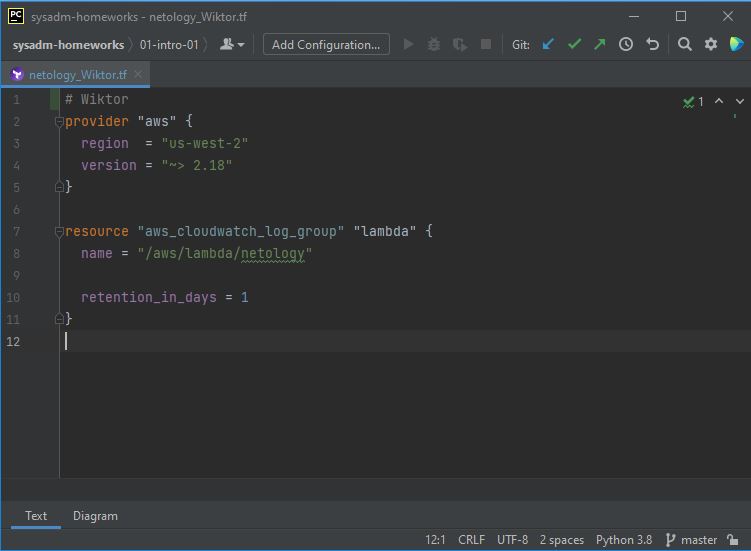 PC sysadm-homeworks - netology_Wiktor.tf
sysadm-homeworks 01-intro-01 Add Configuration... Git:
netology_Wiktor.tf
1 # Wiktor
2 provider "aws" {
3   region  = "us-west-2"
4   version = "~> 2.18"
5 }
6
7 resource "aws_cloudwatch_log_group" "lambda" {
8   name = "/aws/lambda/netology"
9
10   retention_in_days = 1
11 }
12
1
Text Diagram
12:1 CRLF UTF-8 2 spaces Python 3.8 master